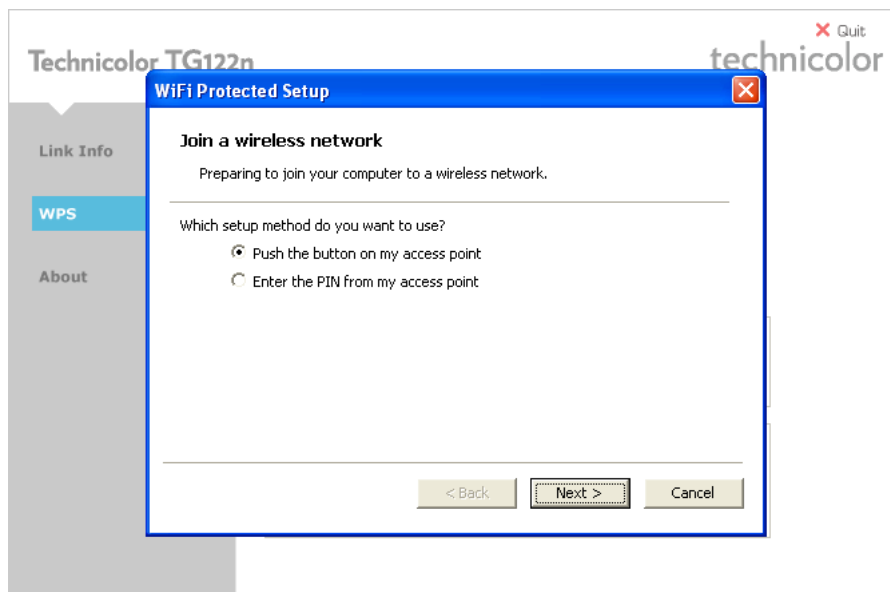 Quit
Technicolor TG122n
technicolor
WiFi Protected Setup
Link Info
WPS
About
Join a wireless network
Preparing to join your computer to a wireless network.
Which setup method do you want to use?
Push the button on my access point
Enter the PIN from my access point
< Back
Next >
Cancel